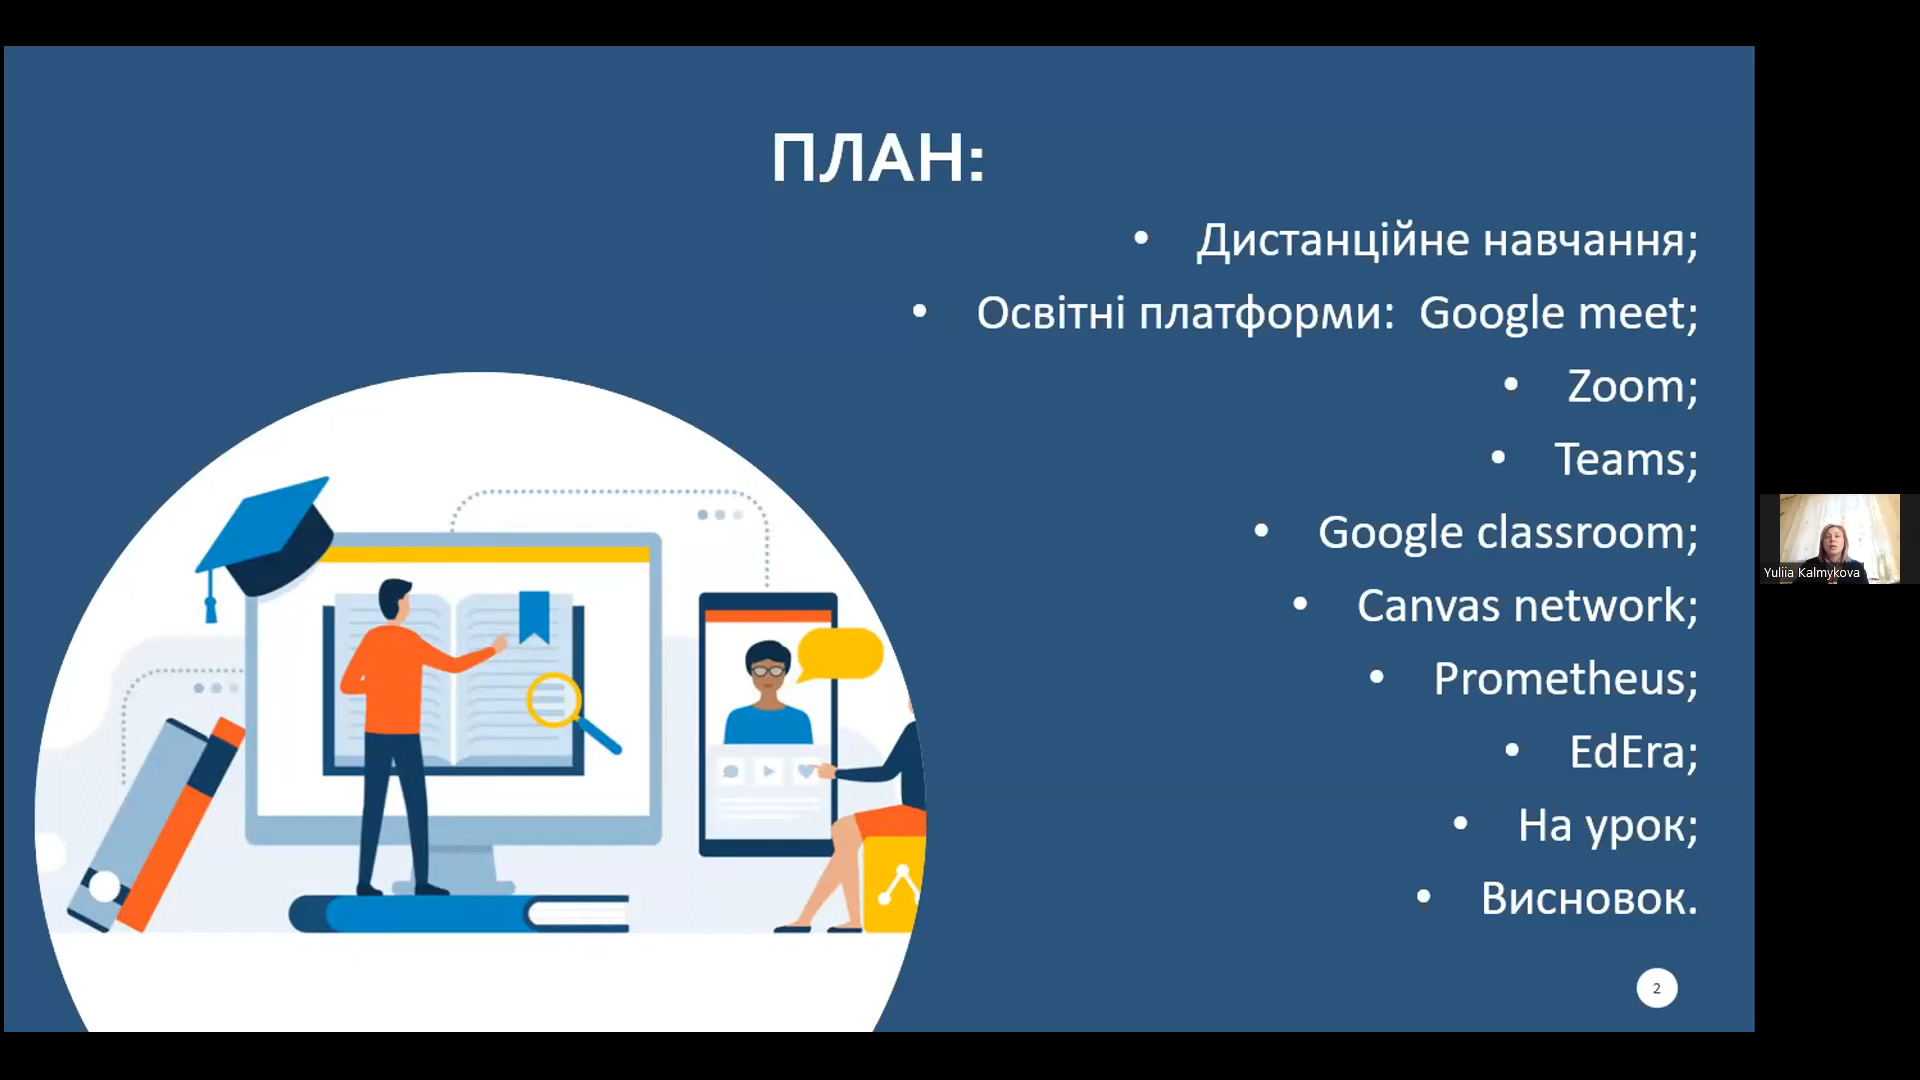 ПЛАН:
• Дистанційне навчання;
• Освітні платформи: Google meet;
• Zoom;
• Teams;
• Google classroom;
• Canvas network;
• Prometheus;
• EdEra;
• На урок;
• Висновок.
2
Yuliia Kalmykova